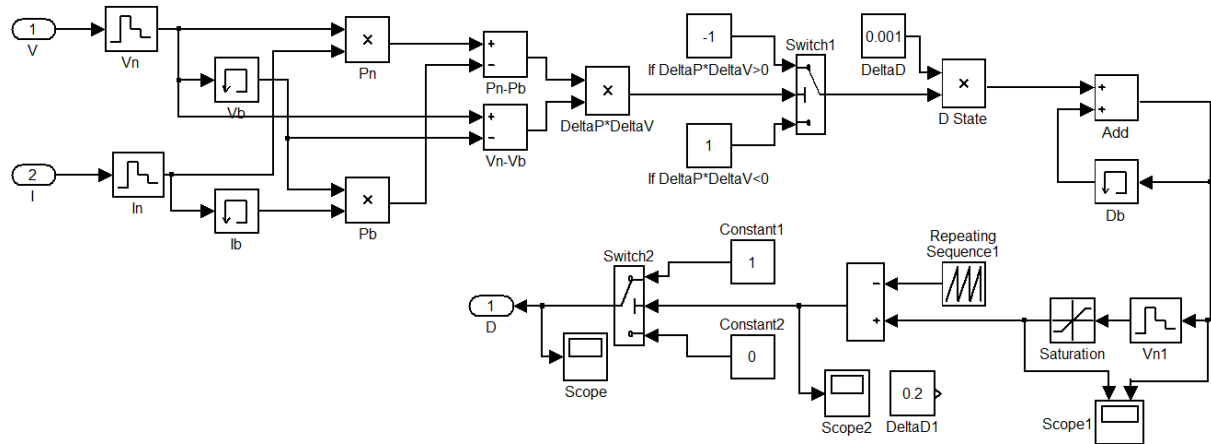 1
V
Vn
Vb
×
Pn
+
−
Pn-Pb
+
−
Vn-Vb
×
DeltaP*DeltaV
-1
If DeltaP*DeltaV>0
Switch1
1
If DeltaP*DeltaV<0
0.001
DeltaD
×
D State
+
+
Add
Db
2
I
In
Ib
×
Pb
Constant1
1
Switch2
1
D
Scope
Constant2
0
Repeating
Sequence1
−
+
Saturation
Vn1
Scope2
0.2
DeltaD1
Scope1